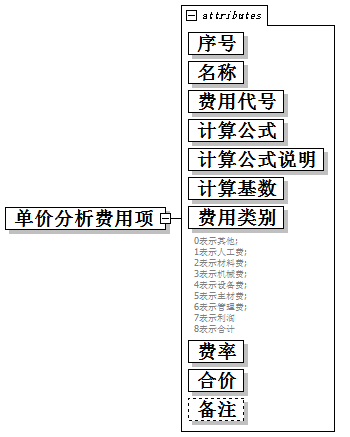 attributes
序号
名称
费用代号
计算公式
计算公式说明
计算基数
单价分析费用项
费用类别
0表示其他;
1表示人工费;
2表示材料费;
3表示机械费;
4表示设备费;
5表示主材费;
6表示管理费;
7表示利润
8表示合计
费率
合价
备注